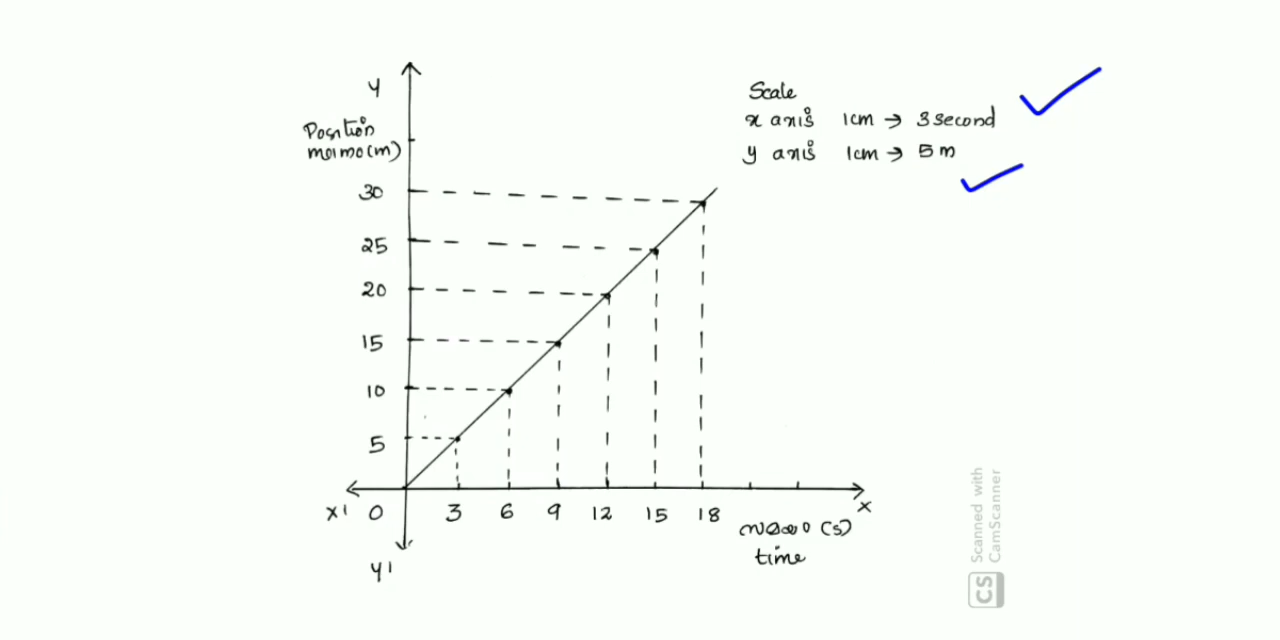 y
Position
സ്ഥാനം (m)
Scale
x axis 1cm → 3 second
y axis 1cm → 5 m
30
25
20
15
10
5
X' 0 3 6 9 12 15 18 X
സമയം (s)
time
y'
CS Scanned with
CamScanner